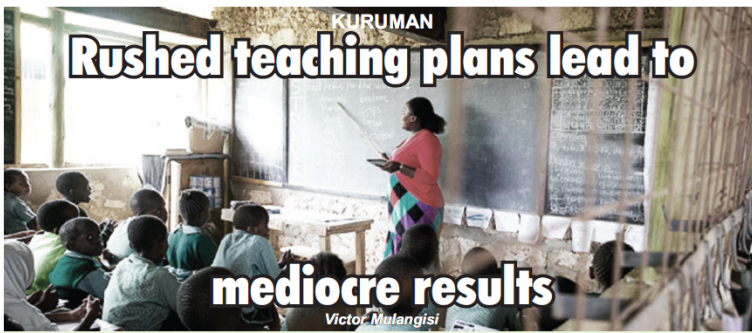 KURUMAN
Rushed teaching plans lead to
mediocre results
Victor Mulangisi